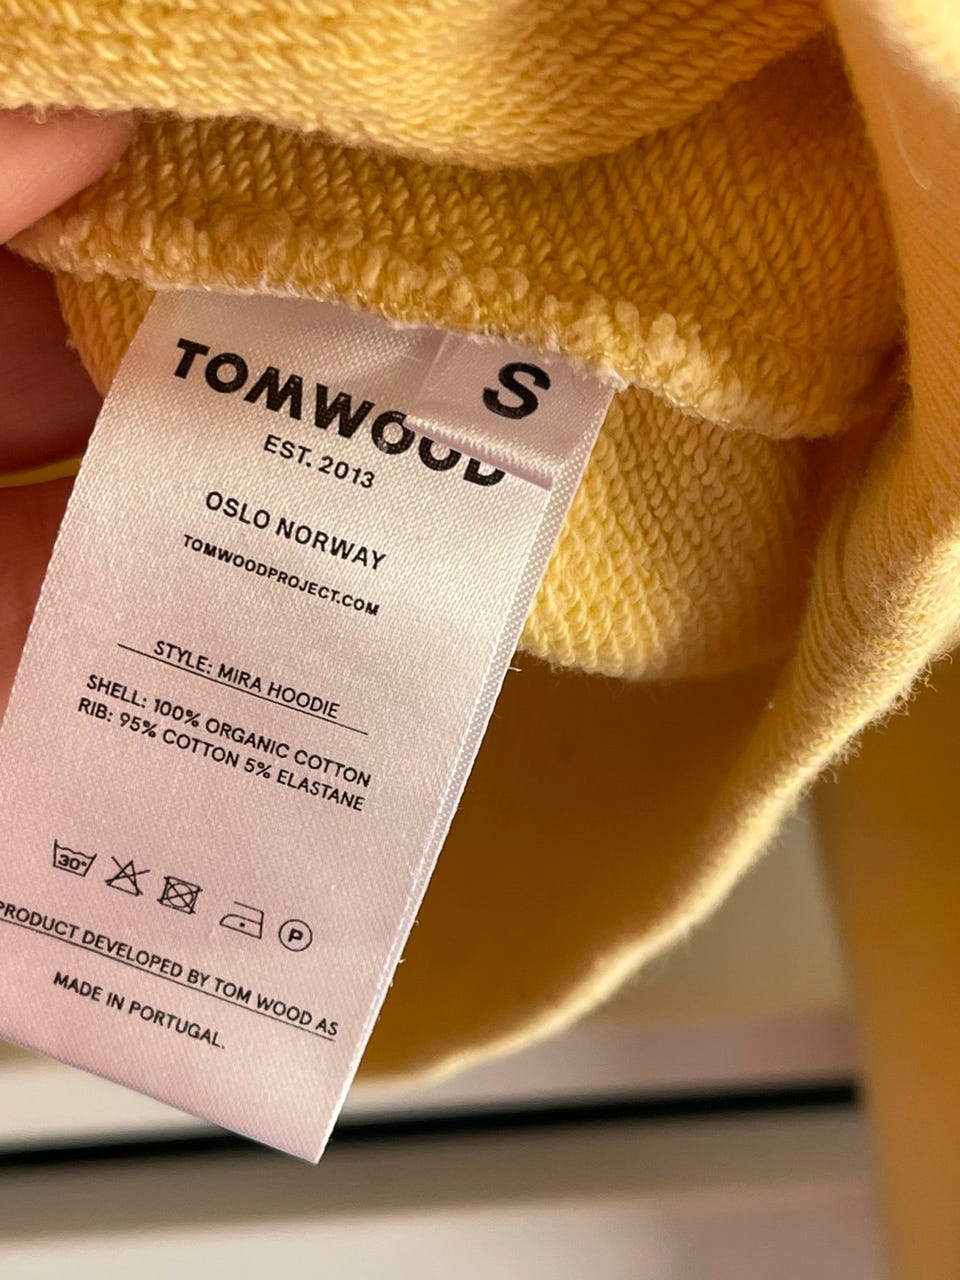 TOMWOOD
S
EST. 2013
OSLO NORWAY
TOMWOODPROJECT.COM
STYLE: MIRA HOODIE
SHELL: 100% ORGANIC COTTON
RIB: 95% COTTON 5% ELASTANE
30°
P
PRODUCT DEVELOPED BY TOM WOOD AS
MADE IN PORTUGAL.